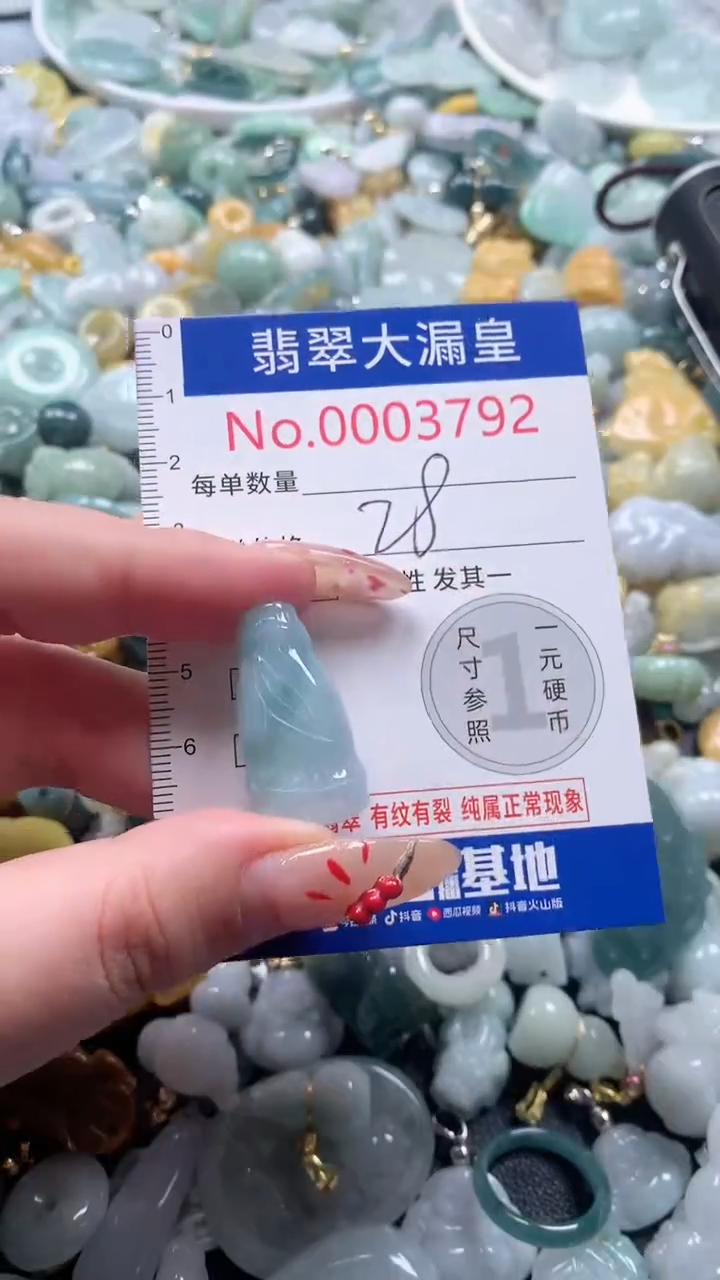 翡翠大漏皇
No.0003792
每单数量
28
性 发其一
0
1
2
5
6
尺寸参照
一元硬币
1
翠 有纹有裂 纯属正常现象
播基地
抖音 西瓜视频 抖音火山版